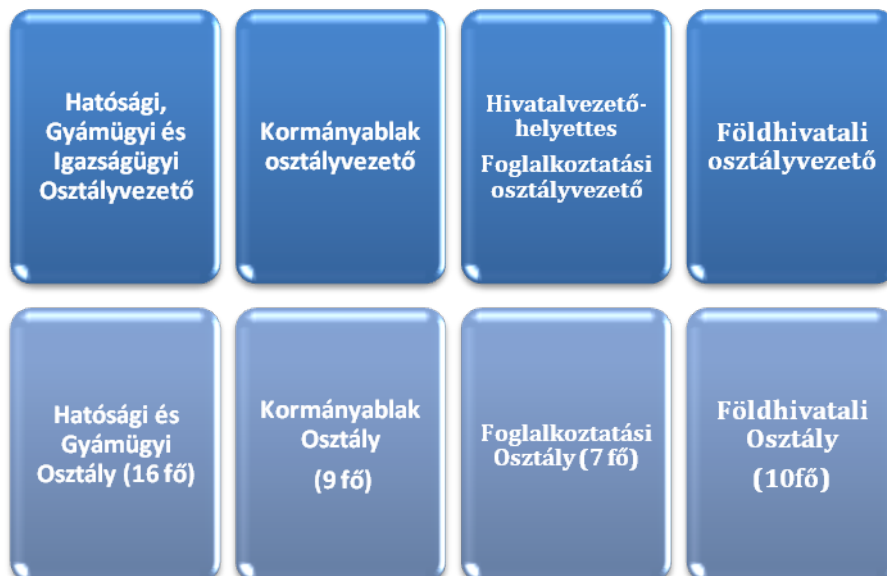 Hatósági,
Gyámügyi és
Igazságügyi
Osztályvezető
Kormányablak
osztályvezető
Hivatalvezető-
helyettes
Foglalkoztatási
osztályvezető
Földhivatali
osztályvezető
Hatósági és
Gyámügyi
Osztály (16 fő)
Kormányablak
Osztály
(9 fő)
Foglalkoztatási
Osztály (7 fő)
Földhivatali
Osztály
(10fő)